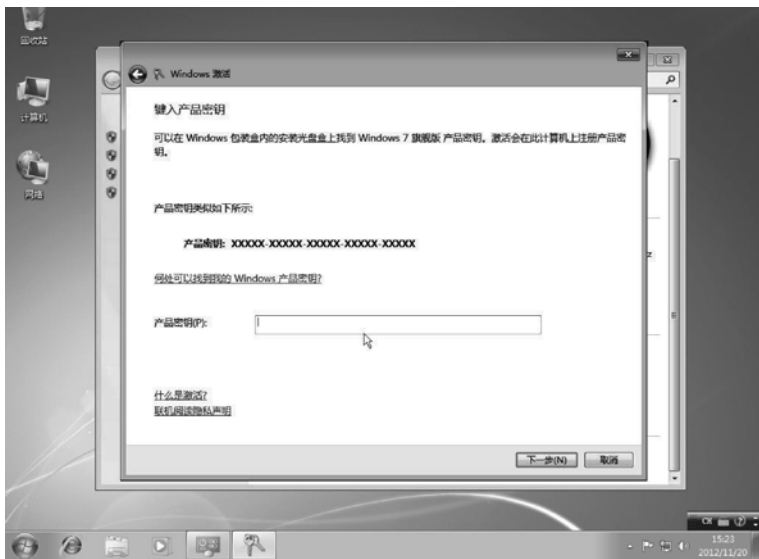 回收站
计算机
网络
Windows 激活
键入产品密钥
可以在 Windows 包装盒内的安装光盘盒上找到 Windows 7 旗舰版 产品密钥。激活会在此计算机上注册产品密
钥。
产品密钥类似如下所示:
产品密钥: XXXXX-XXXXX-XXXXX-XXXXX-XXXXX
何处可以找到我的 Windows 产品密钥?
产品密钥(P):
什么是激活?
联机阅读隐私声明
下一步(N)
取消
CH
15:23
2012/11/20